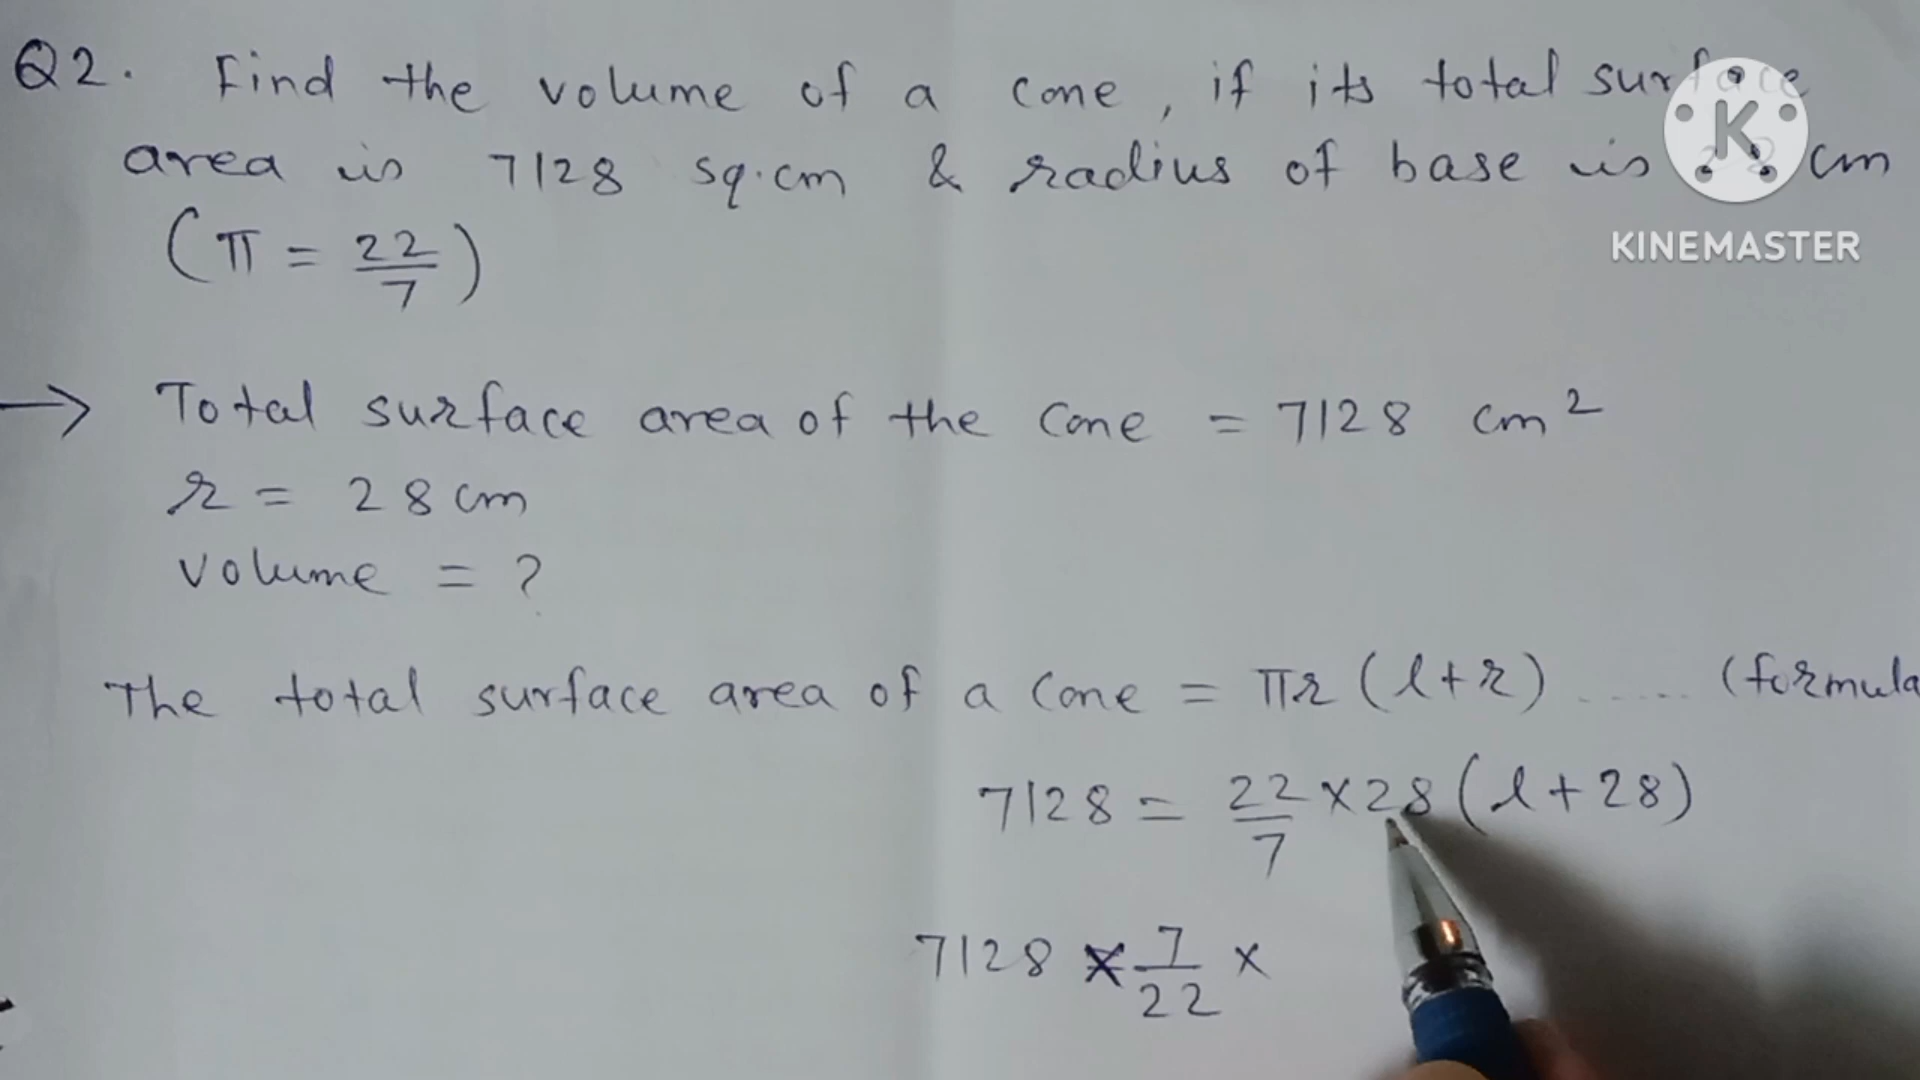 Q2. Find the volume of a cone, if its total surface
area is 7128 sq.cm & radius of base is 28 cm
(π = 22/7)
→ Total surface area of the cone = 7128 cm²
r = 28 cm
volume = ?
The total surface area of a cone = πr (l+r) ...... (formula
7128 = 22/7 × 28 (l + 28)
7128 × 7/22 ×
K
KINEMASTER